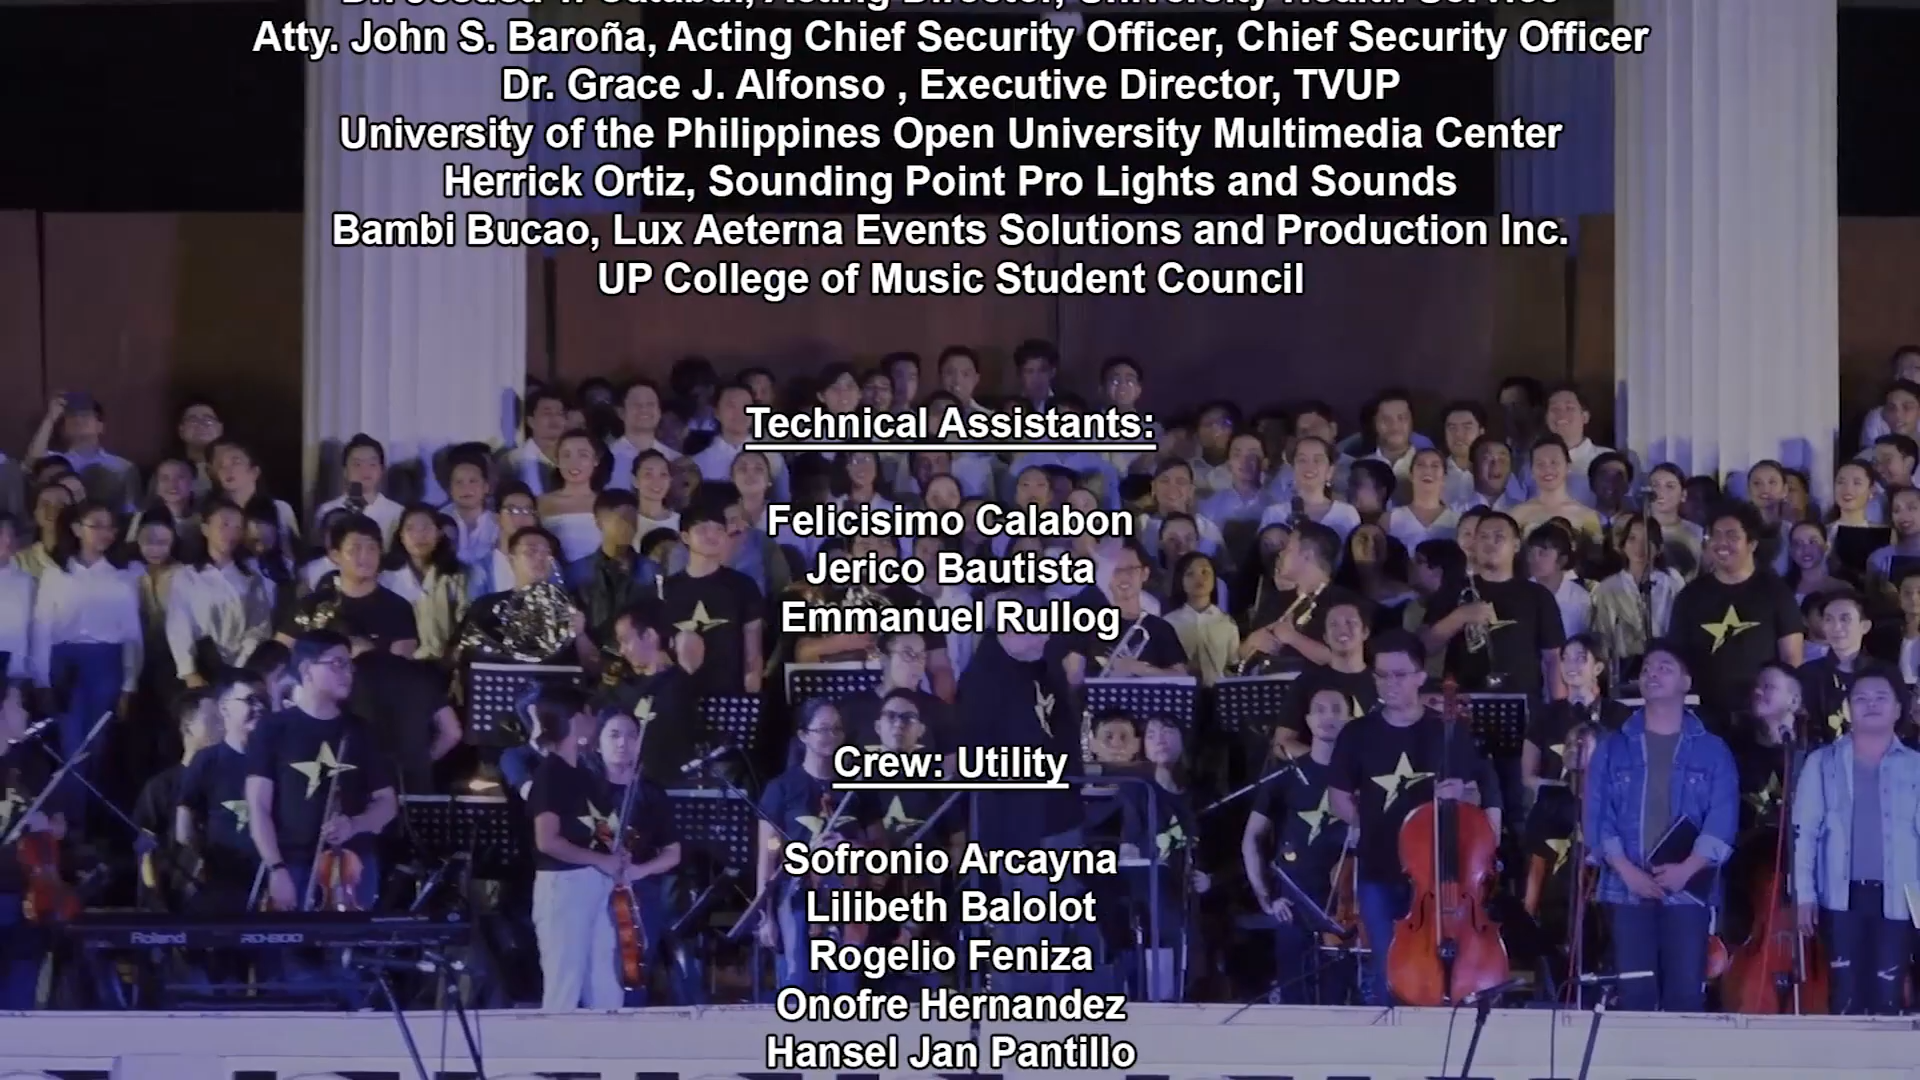 Atty. John S. Baroña, Acting Chief Security Officer, Chief Security Officer
Dr. Grace J. Alfonso , Executive Director, TVUP
University of the Philippines Open University Multimedia Center
Herrick Ortiz, Sounding Point Pro Lights and Sounds
Bambi Bucao, Lux Aeterna Events Solutions and Production Inc.
UP College of Music Student Council
Technical Assistants:
Felicisimo Calabon
Jerico Bautista
Emmanuel Rullog
Crew: Utility
Sofronio Arcayna
Lilibeth Balolot
Rogelio Feniza
Onofre Hernandez
Hansel Jan Pantillo
Roland RD-800